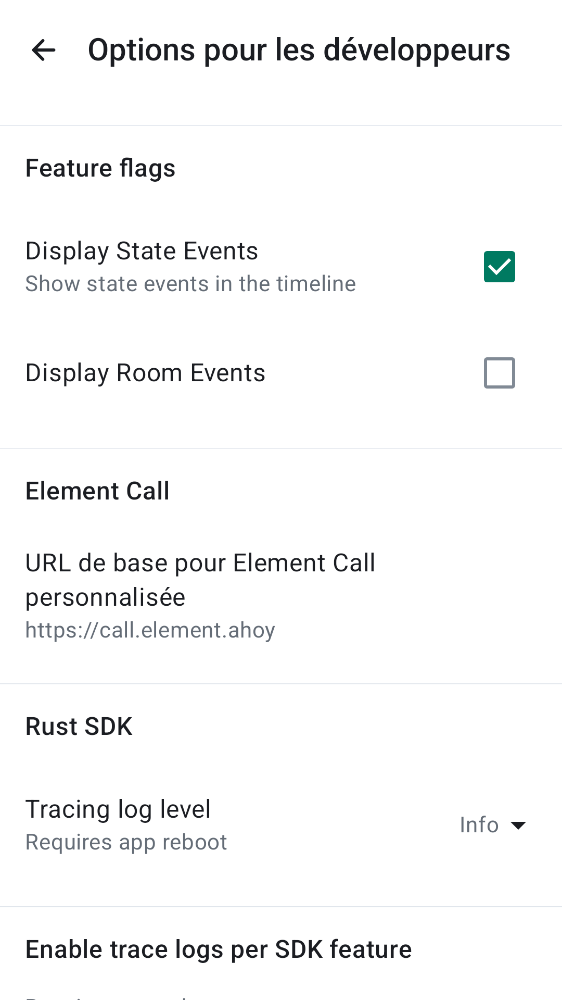 Options pour les développeurs
Feature flags
Display State Events
Show state events in the timeline
Display Room Events
Element Call
URL de base pour Element Call
personnalisée
https://call.element.ahoy
Rust SDK
Tracing log level
Requires app reboot
Info
Enable trace logs per SDK feature